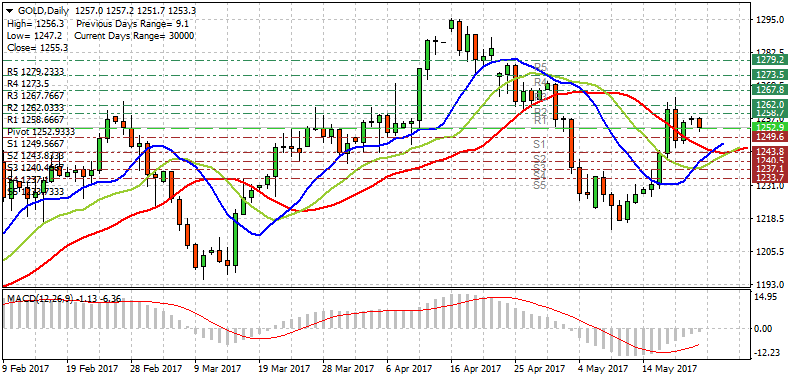 GOLD,Daily 1257.0 1257.2 1251.7 1253.3
High= 1256.3 Previous Days Range= 9.1
Low= 1247.2 Current Days Range= 30000
Close= 1255.3
R5 1279.2333
R4 1273.5
R3 1267.7667
R2 1262.0333
R1 1258.6667
Pivot 1252.9333
S1 1249.5667
S2 1243.8333
S3
S4
S5
R5
R4
R2
R1
S1
S2
S3
S4
S5
1295.0
1282.5
1279.2
1273.5
1267.8
1262.0
1258.7
1252.9
1249.6
1243.8
1240.5
1237.1
1233.7
1231.0
1218.5
1205.5
1193.0
MACD(12,26,9) -1.13 -6.36
14.95
0.00
-12.23
9 Feb 2017
19 Feb 2017
28 Feb 2017
9 Mar 2017
19 Mar 2017
28 Mar 2017
6 Apr 2017
16 Apr 2017
25 Apr 2017
4 May 2017
14 May 2017